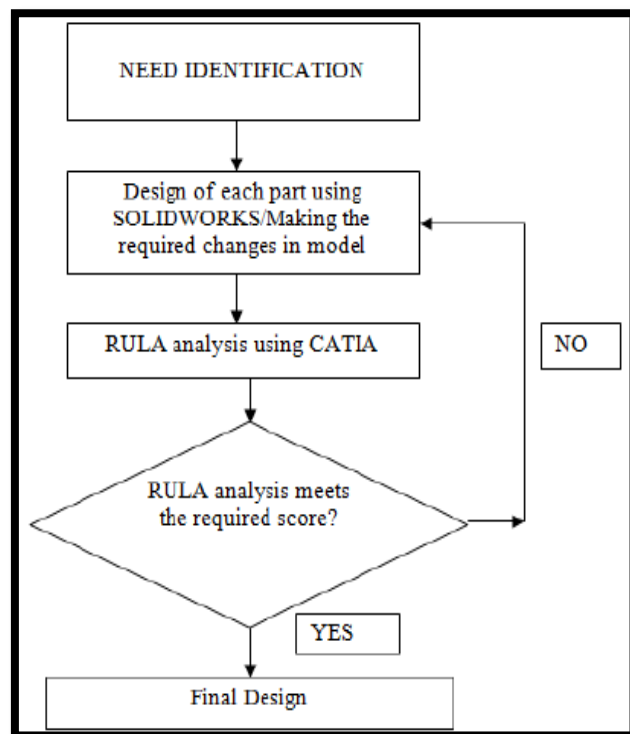 NEED IDENTIFICATION
Design of each part using
SOLIDWORKS/Making the
required changes in model
RULA analysis using CATIA
NO
RULA analysis meets
the required score?
YES
Final Design